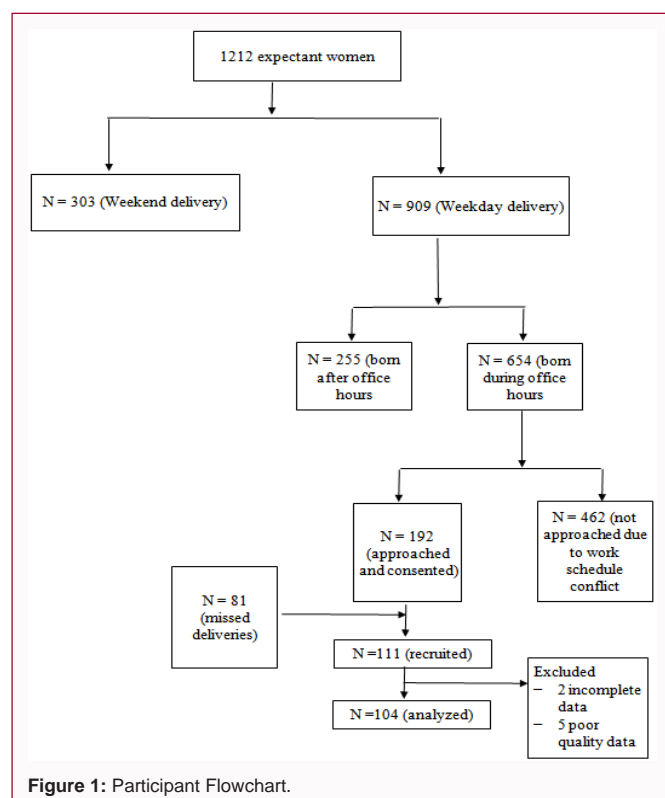 1212 expectant women
N = 303 (Weekend delivery)
N = 909 (Weekday delivery)
N = 255 (born
after office
hours
N = 654 (born
during office
hours
N = 192
(approached
and consented)
N = 462 (not
approached due
to work
schedule
conflict
N = 81
(missed
deliveries)
N =111 (recruited)
Excluded
– 2 incomplete
data
– 5 poor
quality data
N =104 (analyzed)
Figure 1: Participant Flowchart.